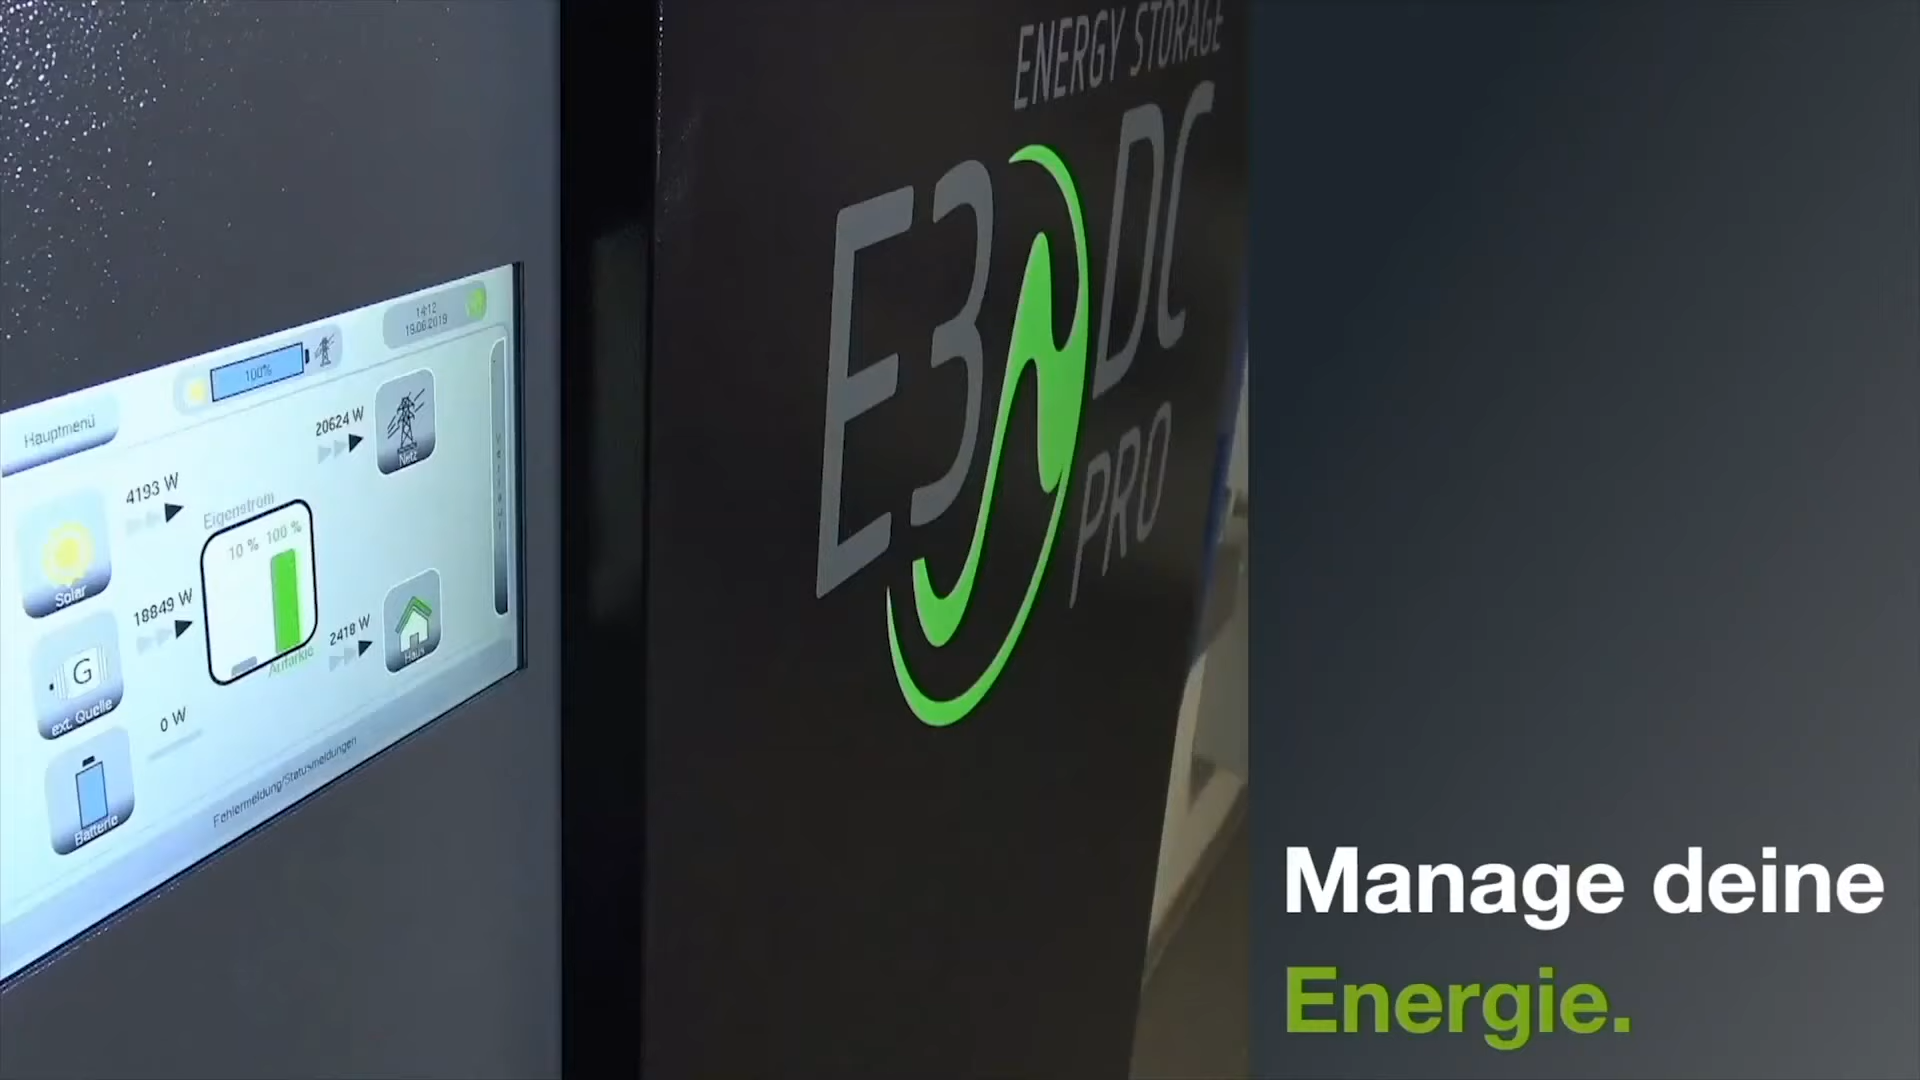 14:12
19.06.2019
100%
Hauptmenü
20624 W
Netz
4193 W
Eigenstrom
10 % 100 %
Solar
18849 W
2418 W
Autarkie
Haus
G
ext. Quelle
0 W
Batterie
Fehlermeldung/Statusmeldungen
Verlauf
ENERGY STORAGE
E3 DC
PRO
Manage deine
Energie.